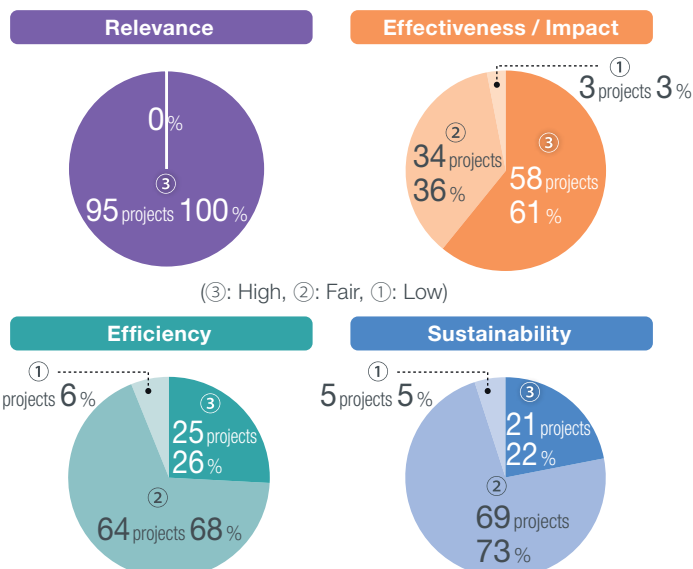 Relevance
0%
③
95 projects 100%
Effectiveness / Impact
①
3 projects 3%
②
34 projects
36%
③
58 projects
61%
(③: High, ②: Fair, ①: Low)
Efficiency
①
projects 6%
③
25 projects
26%
②
64 projects 68%
Sustainability
①
5 projects 5%
③
21 projects
22%
②
69 projects
73%